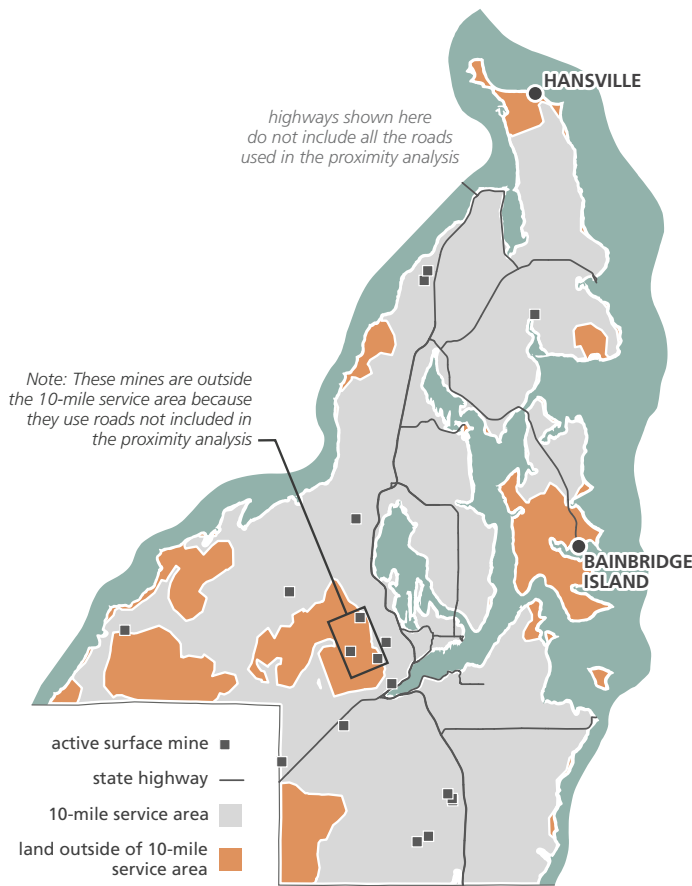 HANSVILLE
highways shown here
do not include all the roads
used in the proximity analysis
Note: These mines are outside
the 10-mile service area because
they use roads not included in
the proximity analysis
BAINBRIDGE
ISLAND
active surface mine
state highway
10-mile service area
land outside of 10-mile
service area